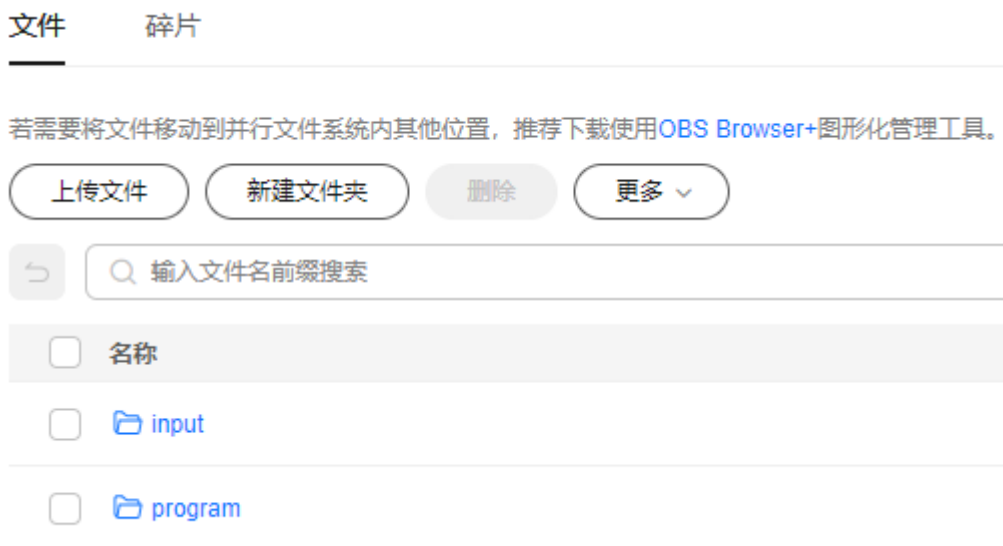 文件 碎片
若需要将文件移动到并行文件系统内其他位置，推荐下载使用OBS Browser+图形化管理工具。
上传文件 新建文件夹 删除 更多
输入文件名前缀搜索
名称
input
program